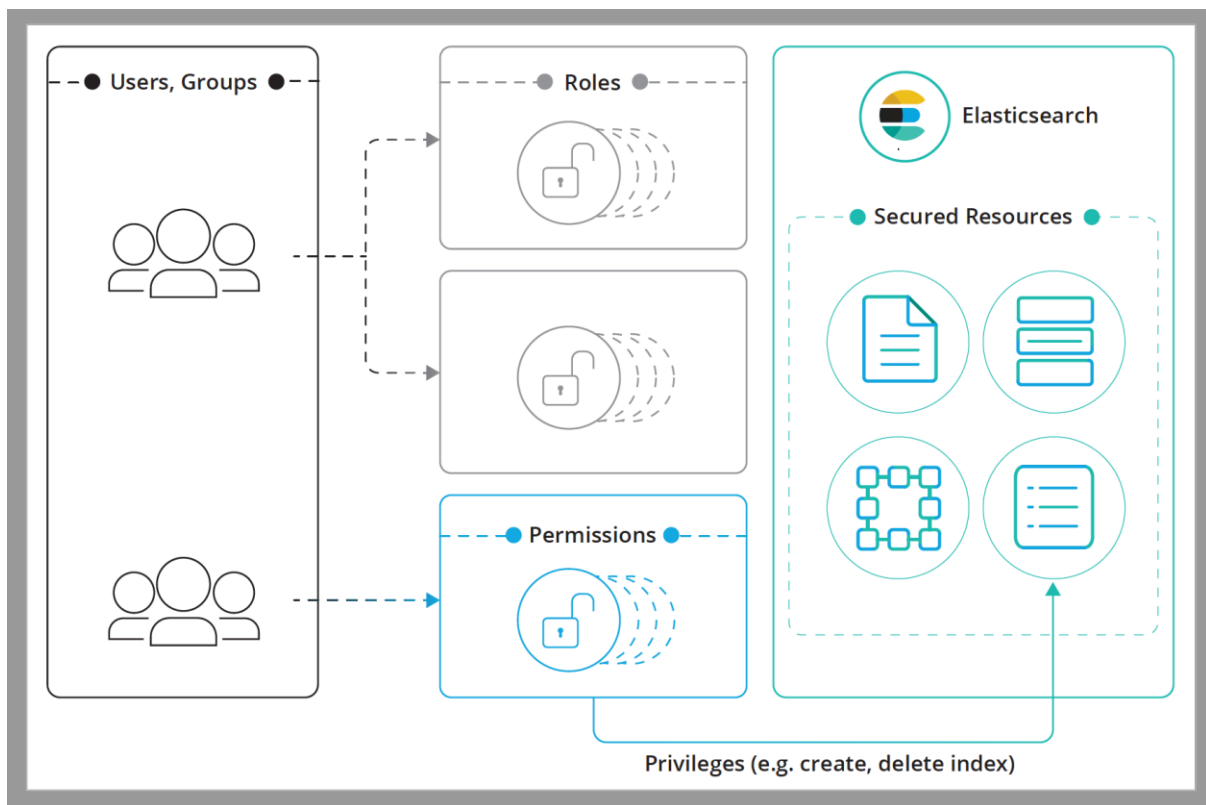 Users, Groups
Roles
Elasticsearch
Secured Resources
Permissions
Privileges (e.g. create, delete index)